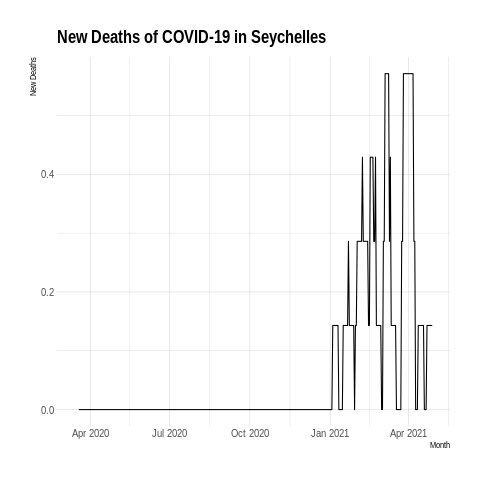 New Deaths of COVID-19 in Seychelles
New Deaths
0.4
0.2
0.0
Apr 2020 Jul 2020 Oct 2020 Jan 2021 Apr 2021
Month